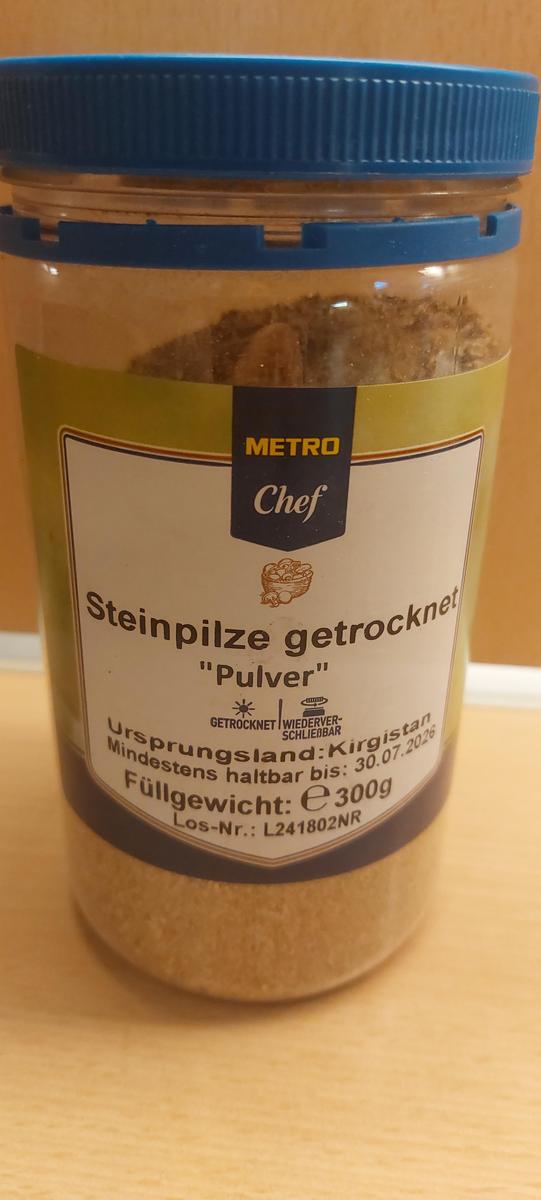 METRO
Chef
Steinpilze getrocknet
"Pulver"
GETROCKNET WIEDERVER-
SCHLIEẞBAR
Ursprungsland: Kirgistan
Mindestens haltbar bis: 30.07.2026
Füllgewicht: ℮ 300g
Los-Nr.: L241802NR